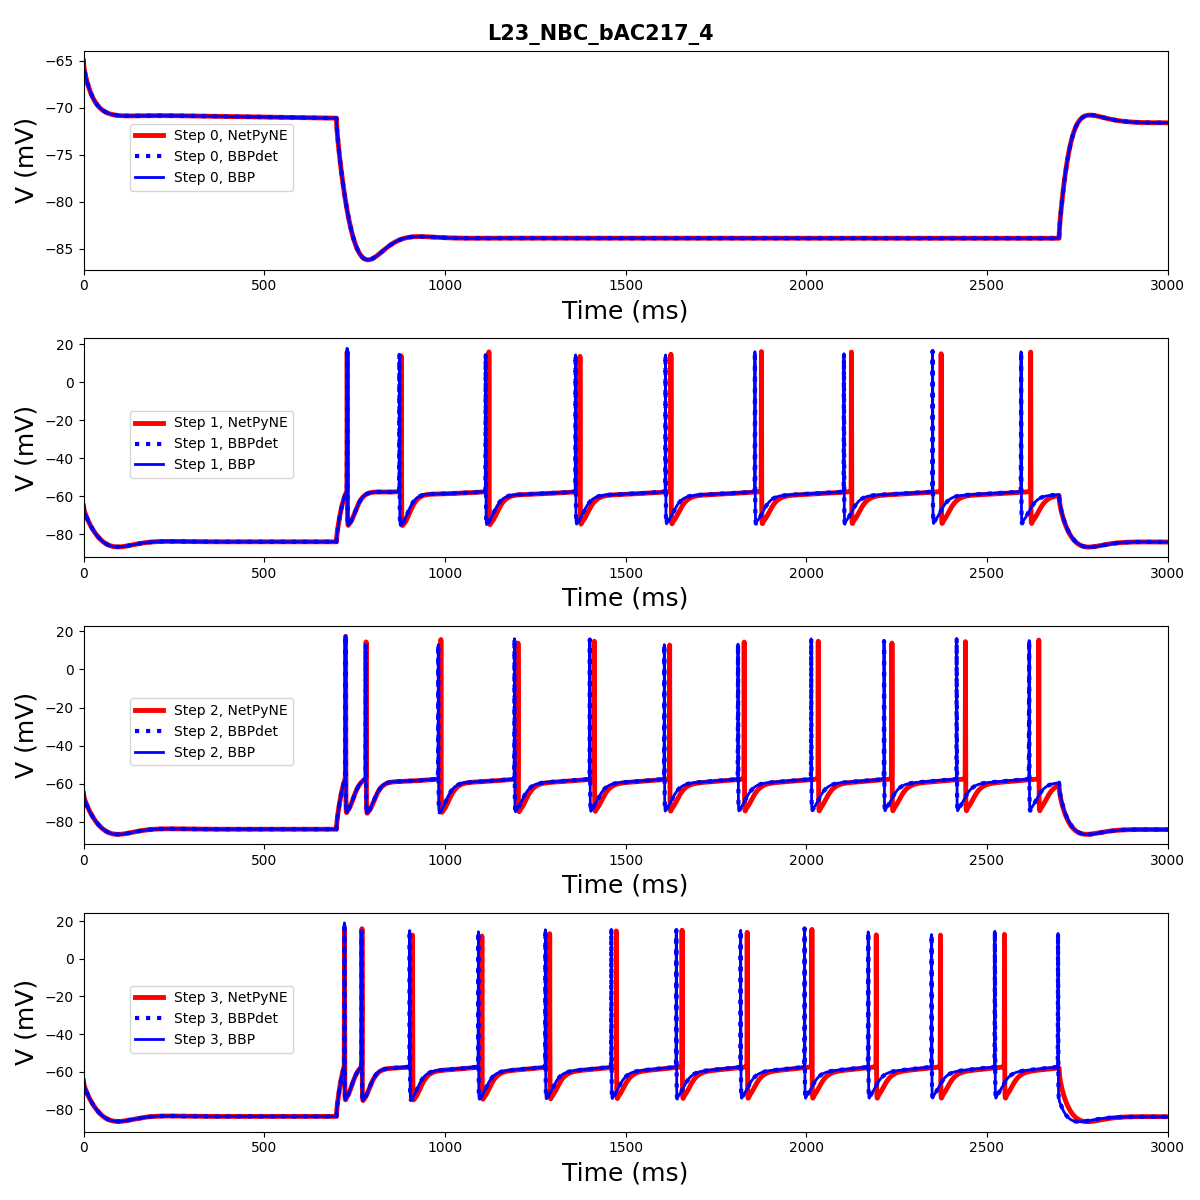 L23_NBC_bAC217_4
−65
−70
−75
−80
−85
V (mV)
Step 0, NetPyNE
Step 0, BBPdet
Step 0, BBP
0 500 1000 1500 2000 2500 3000
Time (ms)
20
0
−20
−40
−60
−80
V (mV)
Step 1, NetPyNE
Step 1, BBPdet
Step 1, BBP
0 500 1000 1500 2000 2500 3000
Time (ms)
20
0
−20
−40
−60
−80
V (mV)
Step 2, NetPyNE
Step 2, BBPdet
Step 2, BBP
0 500 1000 1500 2000 2500 3000
Time (ms)
20
0
−20
−40
−60
−80
V (mV)
Step 3, NetPyNE
Step 3, BBPdet
Step 3, BBP
0 500 1000 1500 2000 2500 3000
Time (ms)